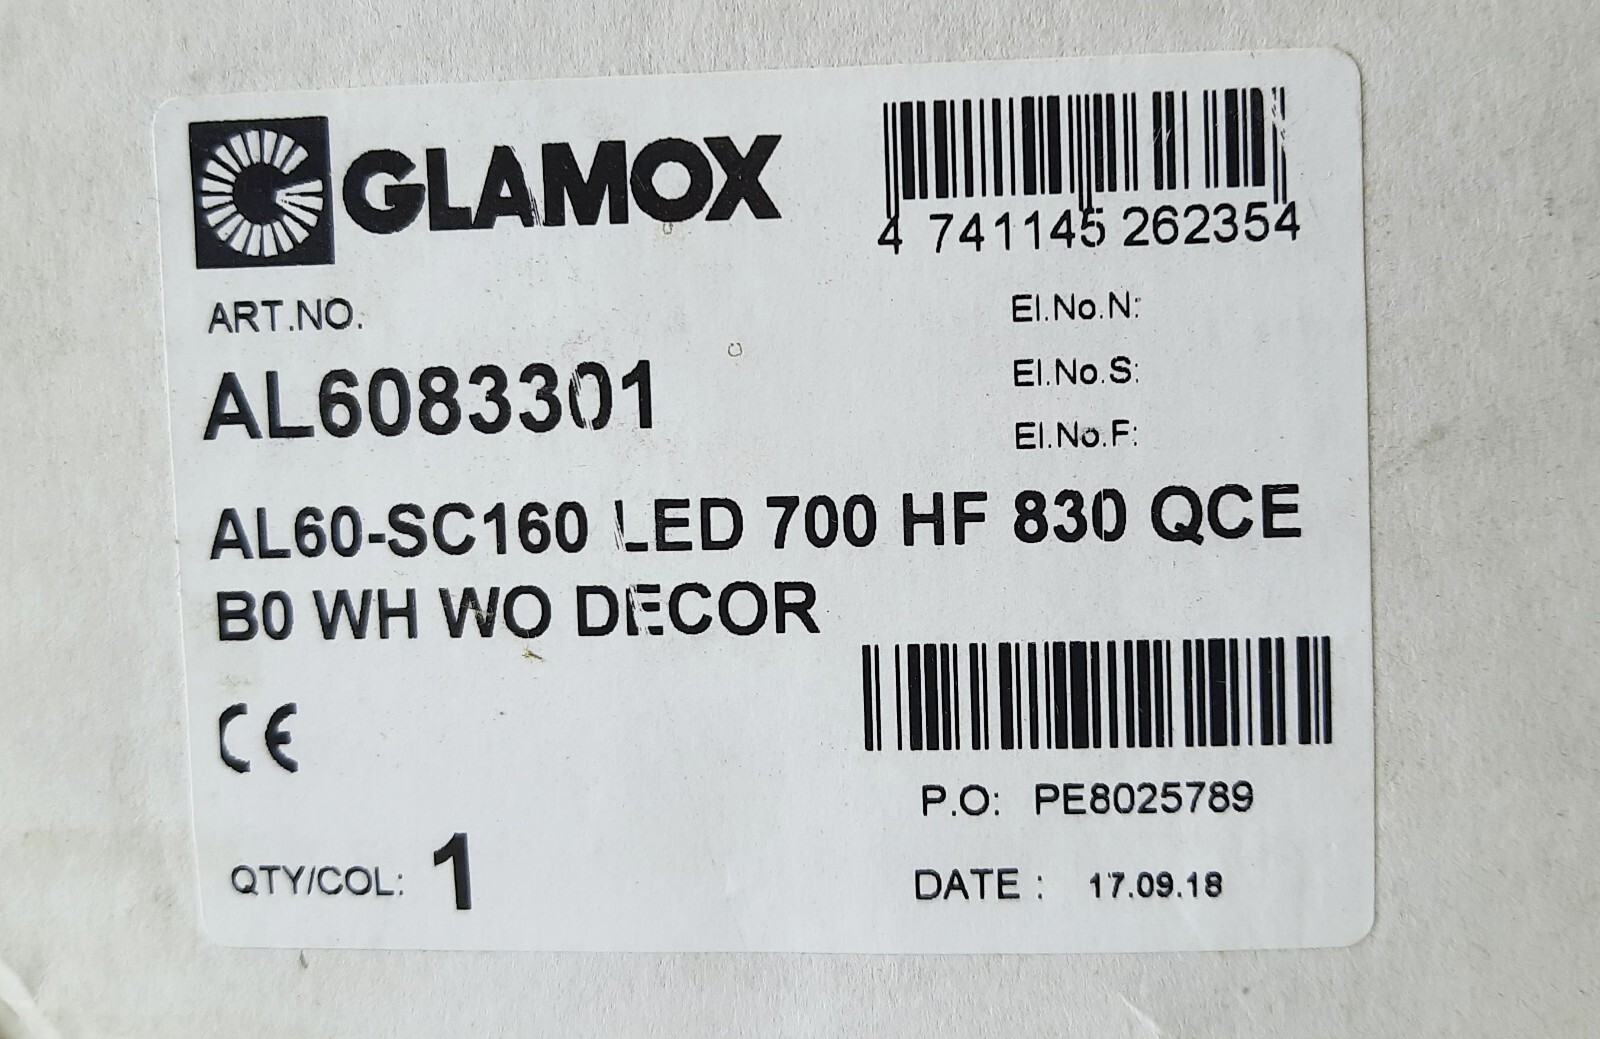 GLAMOX
4 741145 262354
ART.NO.
AL6083301
El.No.N:
El.No.S:
El.No.F:
AL60-SC160 LED 700 HF 830 QCE
B0 WH WO DECOR
CE
P.O: PE8025789
QTY/COL: 1
DATE : 17.09.18